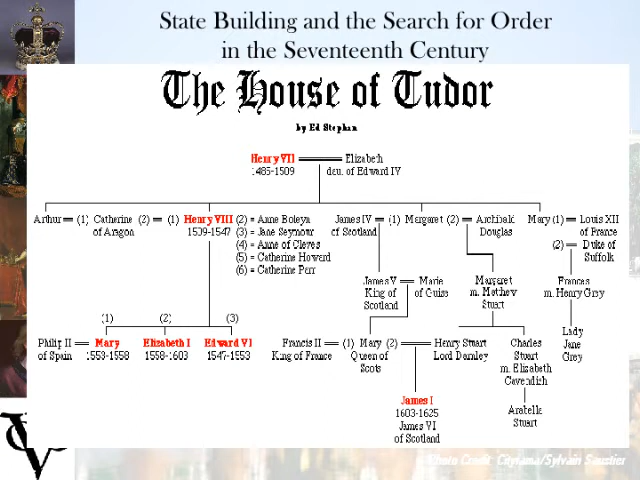 State Building and the Search for Order
in the Seventeenth Century
The House of Tudor
by Ed Stephan
Henry VII
1485-1509
Elizabeth
dau. of Edward IV
Arthur = (1) Catherine (2) = (1) Henry VIII (2) = Anne Boleyn
of Aragon
1509-1547
(3) = Jane Seymour
(4) = Anne of Cleves
(5) = Catherine Howard
(6) = Catherine Parr
James IV = (1) Margaret (2) = Archibald
of Scotland
Douglas
Mary (1) = Louis XII
of France
(2) = Duke of
Suffolk
James V
King of
Scotland
Marie
of Guise
Margaret
m. Matthew
Stuart
Frances
m. Henry Grey
(1) (2) (3)
Philip II
of Spain
Mary
1553-1558
Elizabeth I
1558-1603
Edward VI
1547-1553
Francis II = (1) Mary (2)
King of France
Queen of
Scots
Henry Stuart
Lord Darnley
Charles
Stuart
m. Elizabeth
Cavendish
Lady
Jane
Grey
James I
1603-1625
James VI
of Scotland
Arabella
Stuart
Photo Credit: Cityrama/Sylvain Saustier